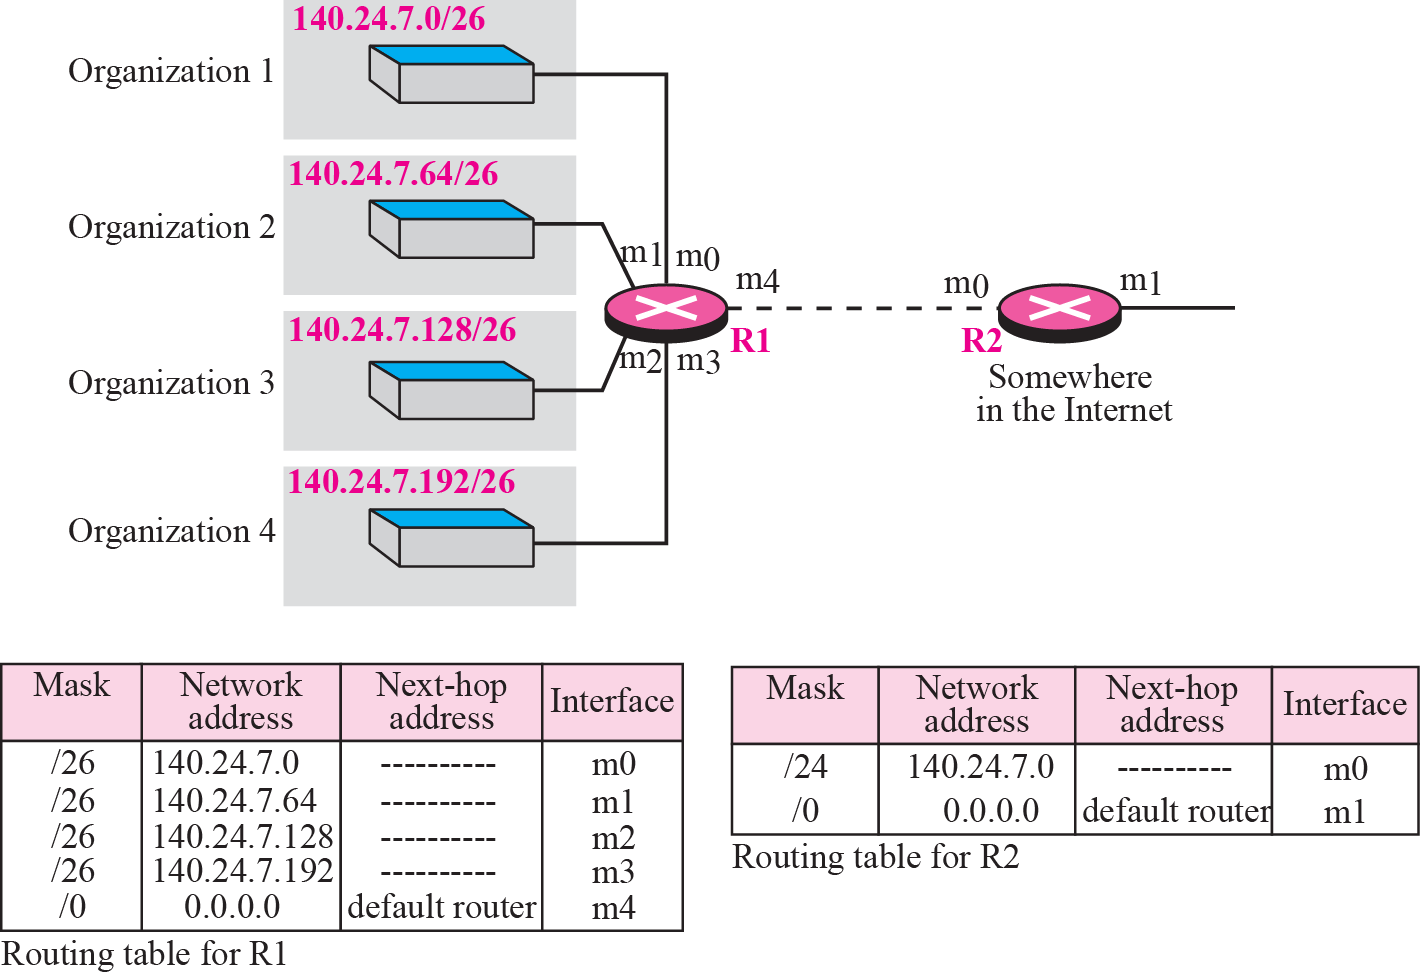 140.24.7.0/26
Organization 1
140.24.7.64/26
Organization 2
m1 m0
m4
m0
m1
140.24.7.128/26
R1
R2
m2 m3
Organization 3
Somewhere
in the Internet
140.24.7.192/26
Organization 4
Mask Network address Next-hop address Interface
/26 140.24.7.0 ---------- m0
/26 140.24.7.64 ---------- m1
/26 140.24.7.128 ---------- m2
/26 140.24.7.192 ---------- m3
/0 0.0.0.0 default router m4
Routing table for R1
Mask Network address Next-hop address Interface
/24 140.24.7.0 ---------- m0
/0 0.0.0.0 default router m1
Routing table for R2